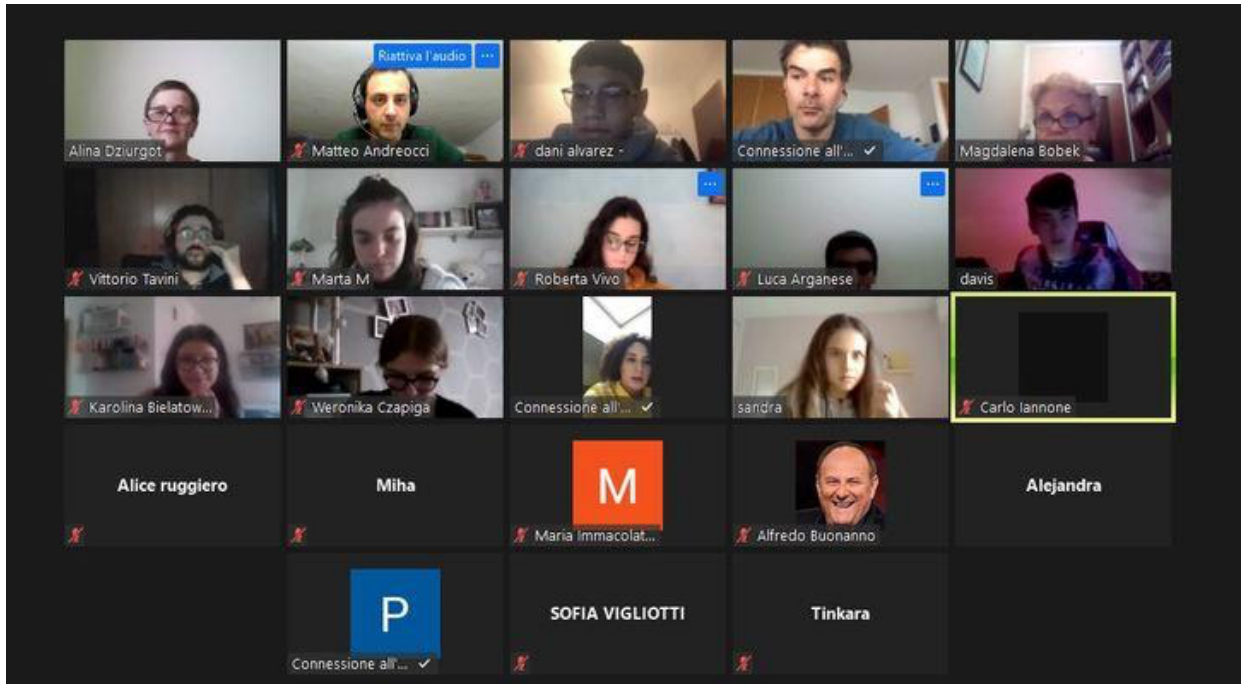 Alina Dziurgot
Riattiva l'audio ...
Matteo Andreocci
dani alvarez -
Connessione all'...
Magdalena Bobek
Vittorio Tavini
Marta M
...
Roberta Vivo
...
Luca Arganese
davis
Karolina Bielatow...
Weronika Czapiga
Connessione all'...
sandra
Carlo Iannone
Alice ruggiero
Miha
M
Maria Immacolat...
Alfredo Buonanno
Alejandra
P
Connessione all'...
SOFIA VIGLIOTTI
Tinkara